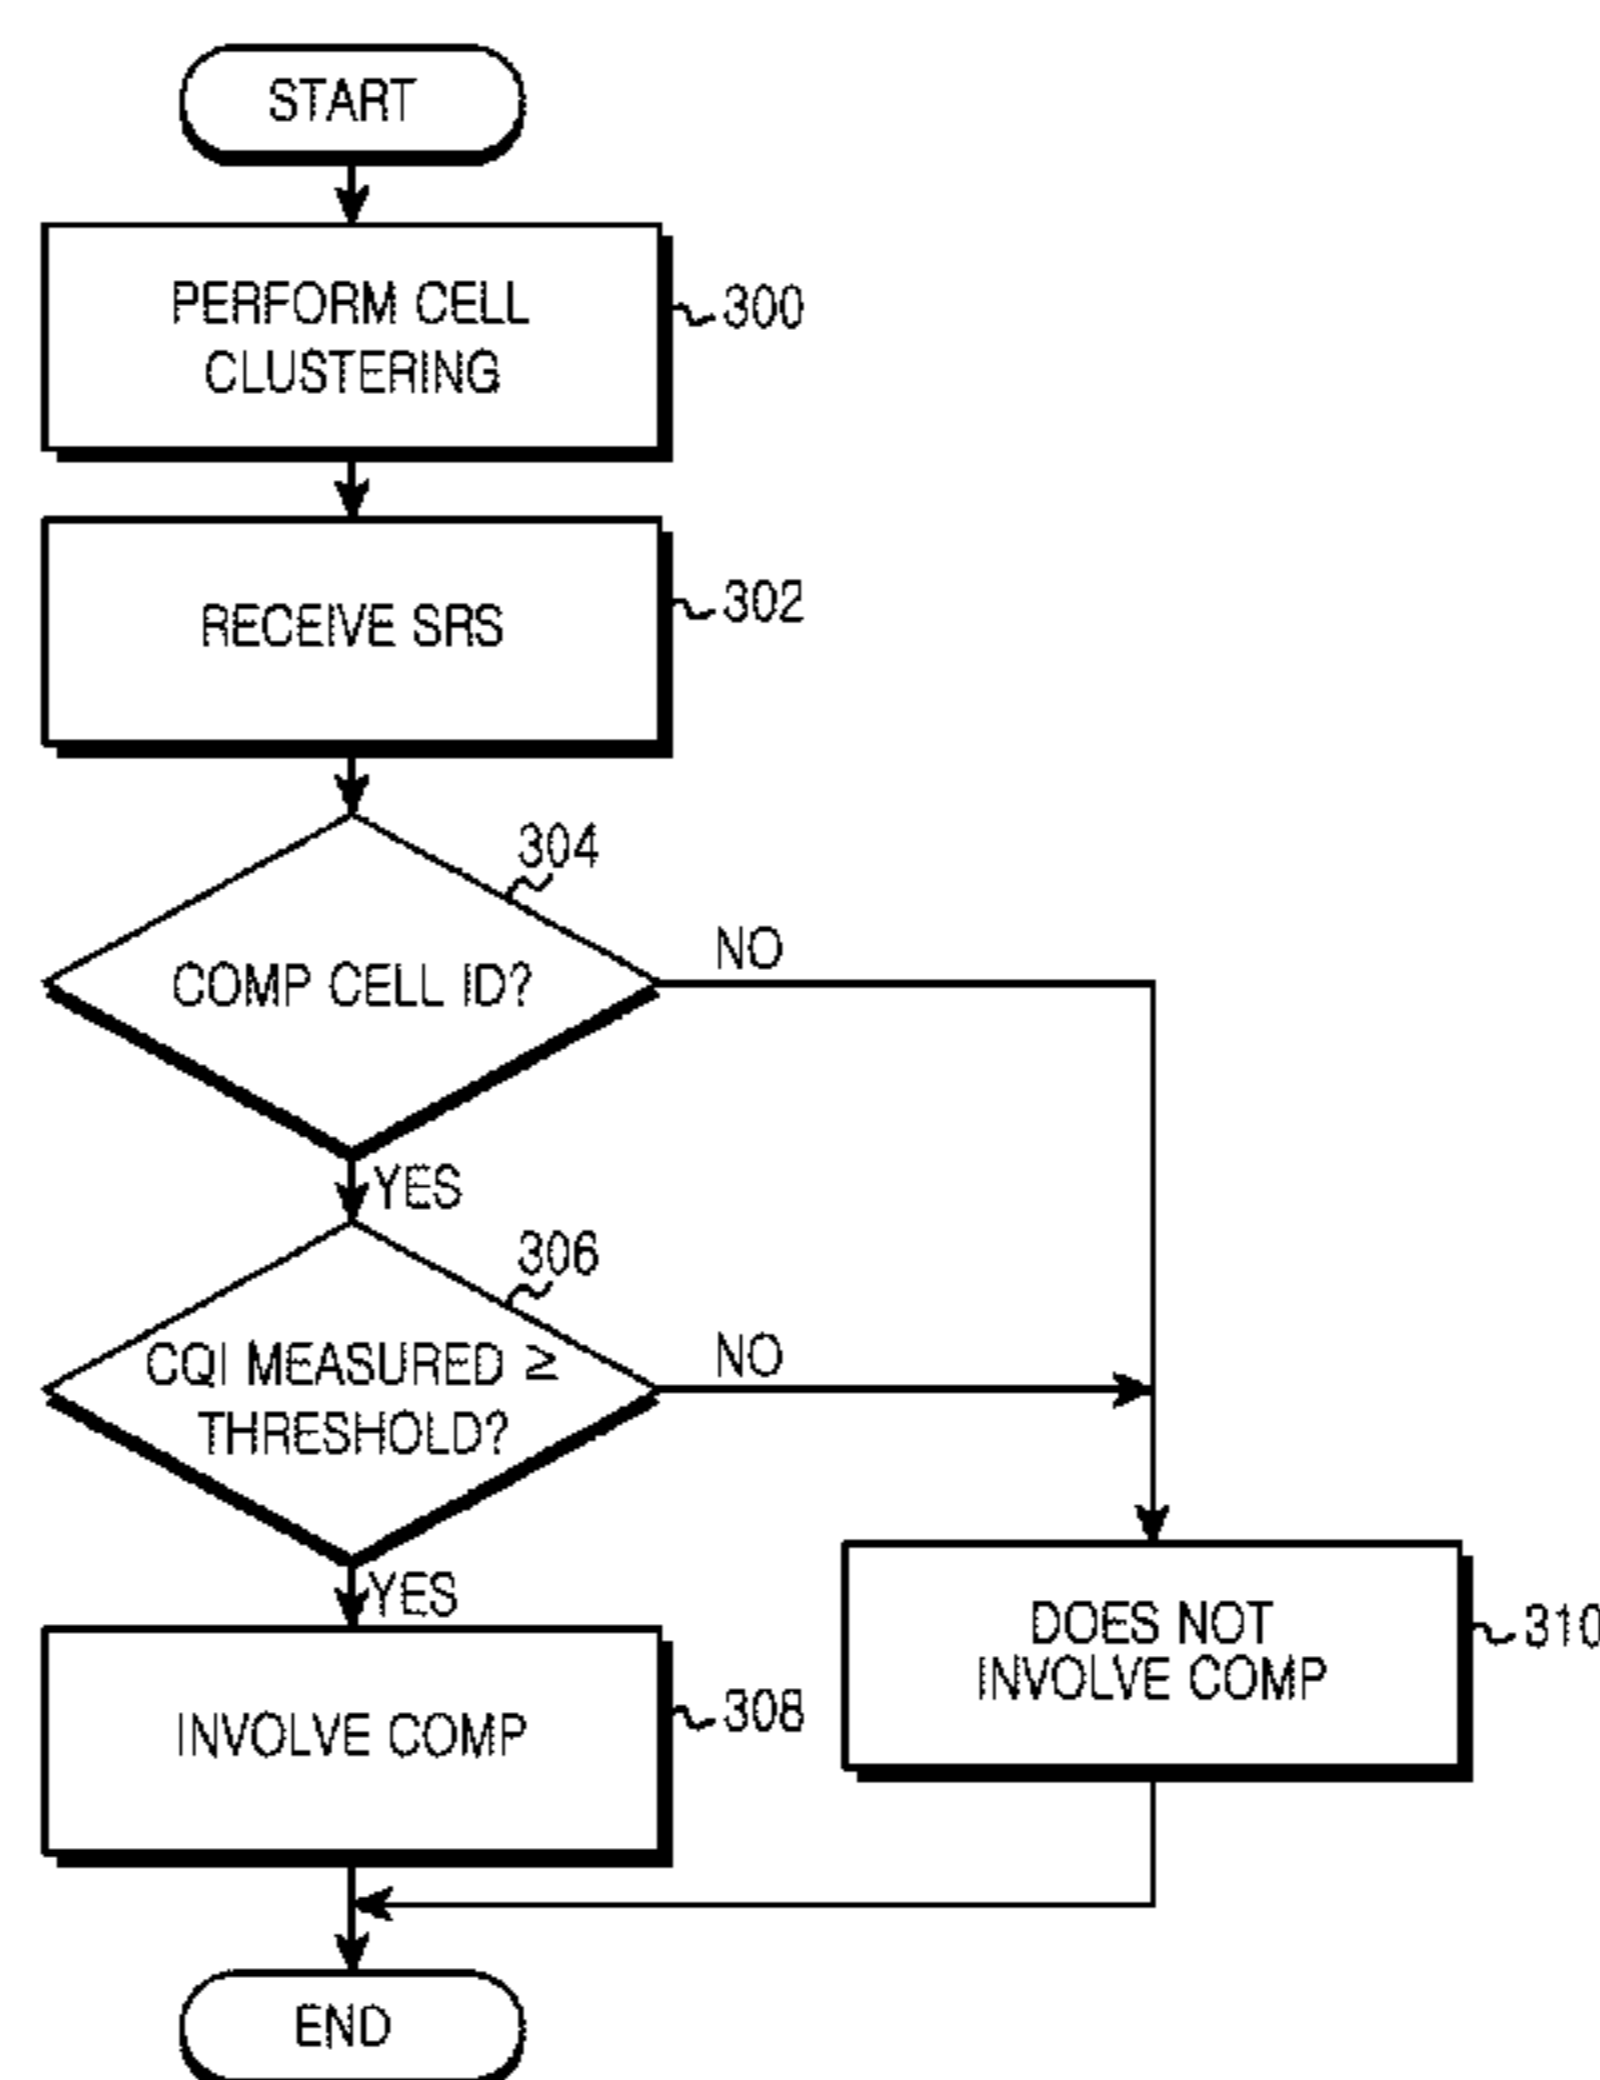 START
PERFORM CELL
CLUSTERING
300
RECEIVE SRS
302
304
COMP CELL ID?
NO
YES
306
CQI MEASURED ≥
THRESHOLD?
NO
YES
INVOLVE COMP
308
DOES NOT
INVOLVE COMP
310
END